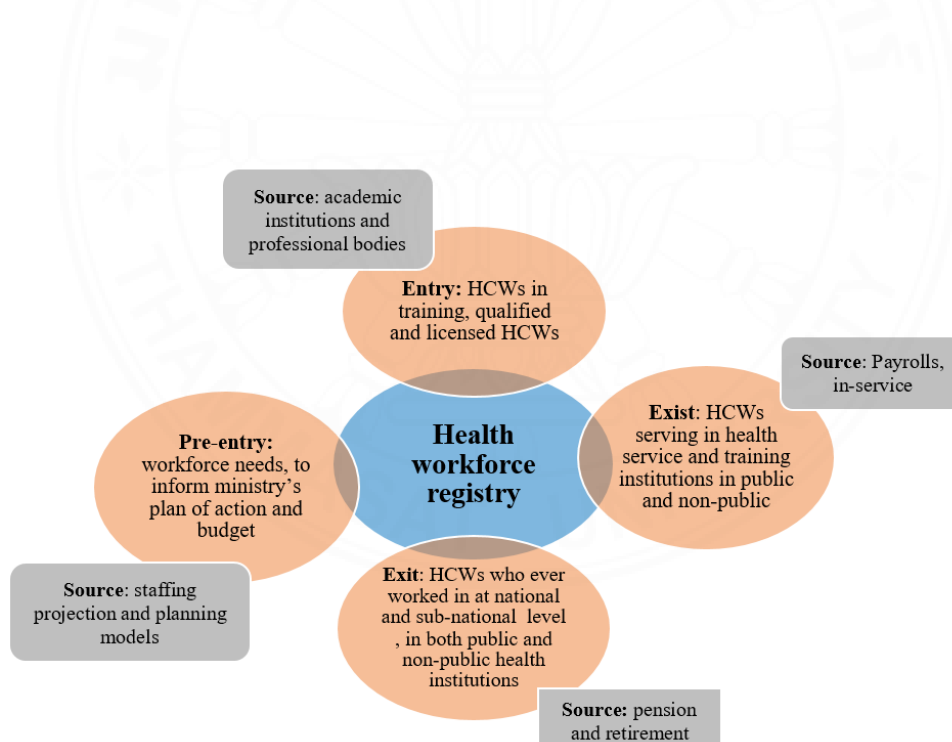 Source: academic
institutions and
professional bodies
Entry: HCWs in
training, qualified
and licensed HCWs
Source: Payrolls,
in-service
Exist: HCWs
serving in health
service and training
institutions in public
and non-public
Health
workforce
registry
Pre-entry:
workforce needs, to
inform ministry’s
plan of action and
budget
Source: staffing
projection and planning
models
Exit: HCWs who ever
worked in at national
and sub-national level
, in both public and
non-public health
institutions
Source: pension
and retirement